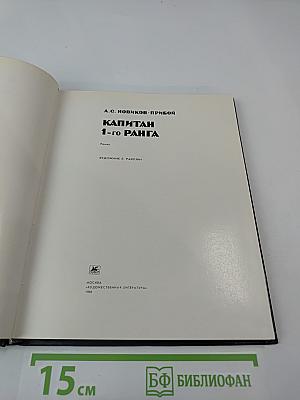 А.С. НОВИКОВ-ПРИБОЙ
КАПИТАН
1-го РАНГА
Роман
МОСКВА
«ХУДОЖЕСТВЕННАЯ ЛИТЕРАТУРА»
15 см
БФ БИБЛИОФАН